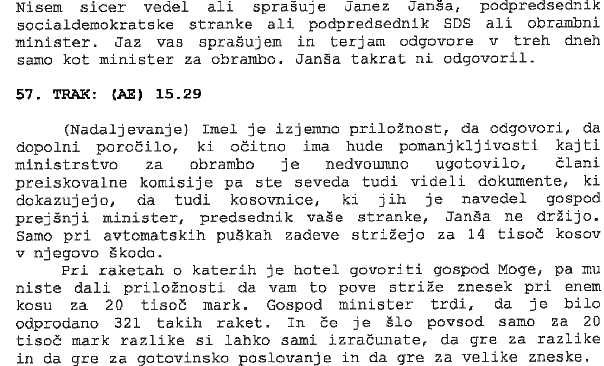 Nisem sicer vedel ali sprašuje Janez Janša, podpredsednik
socialdemokratske stranke ali podpredsednik SDS ali obrambni
minister. Jaz vas sprašujem in terjam odgovore v treh dneh
samo kot minister za obrambo. Janša takrat ni odgovoril.
57. TRAK: (AE) 15.29
(Nadaljevanje) Imel je izjemno priložnost, da odgovori, da
dopolni poročilo, ki očitno ima hude pomanjkljivosti kajti
ministrstvo za obrambo je nedvoumno ugotovilo, člani
preiskovalne komisije pa ste seveda tudi videli dokumente, ki
dokazujejo, da tudi kosovnice, ki jih je navedel gospod
prejšnji minister, predsednik vaše stranke, Janša ne držijo.
Samo pri avtomatskih puškah zadeve strižejo za 14 tisoč kosov
v njegovo škodo.
Pri raketah o katerih je hotel govoriti gospod Moge, pa mu
niste dali priložnosti da vam to pove striže znesek pri enem
kosu za 20 tisoč mark. Gospod minister trdi, da je bilo
odprodano 321 takih raket. In če je šlo povsod samo za 20
tisoč mark razlike si lahko sami izračunate, da gre za razlike
in da gre za gotovinsko poslovanje in da gre za velike zneske.